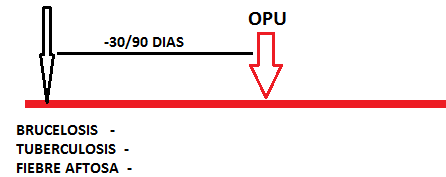 OPU
-30/90 DIAS
BRUCELOSIS -
TUBERCULOSIS -
FIEBRE AFTOSA -